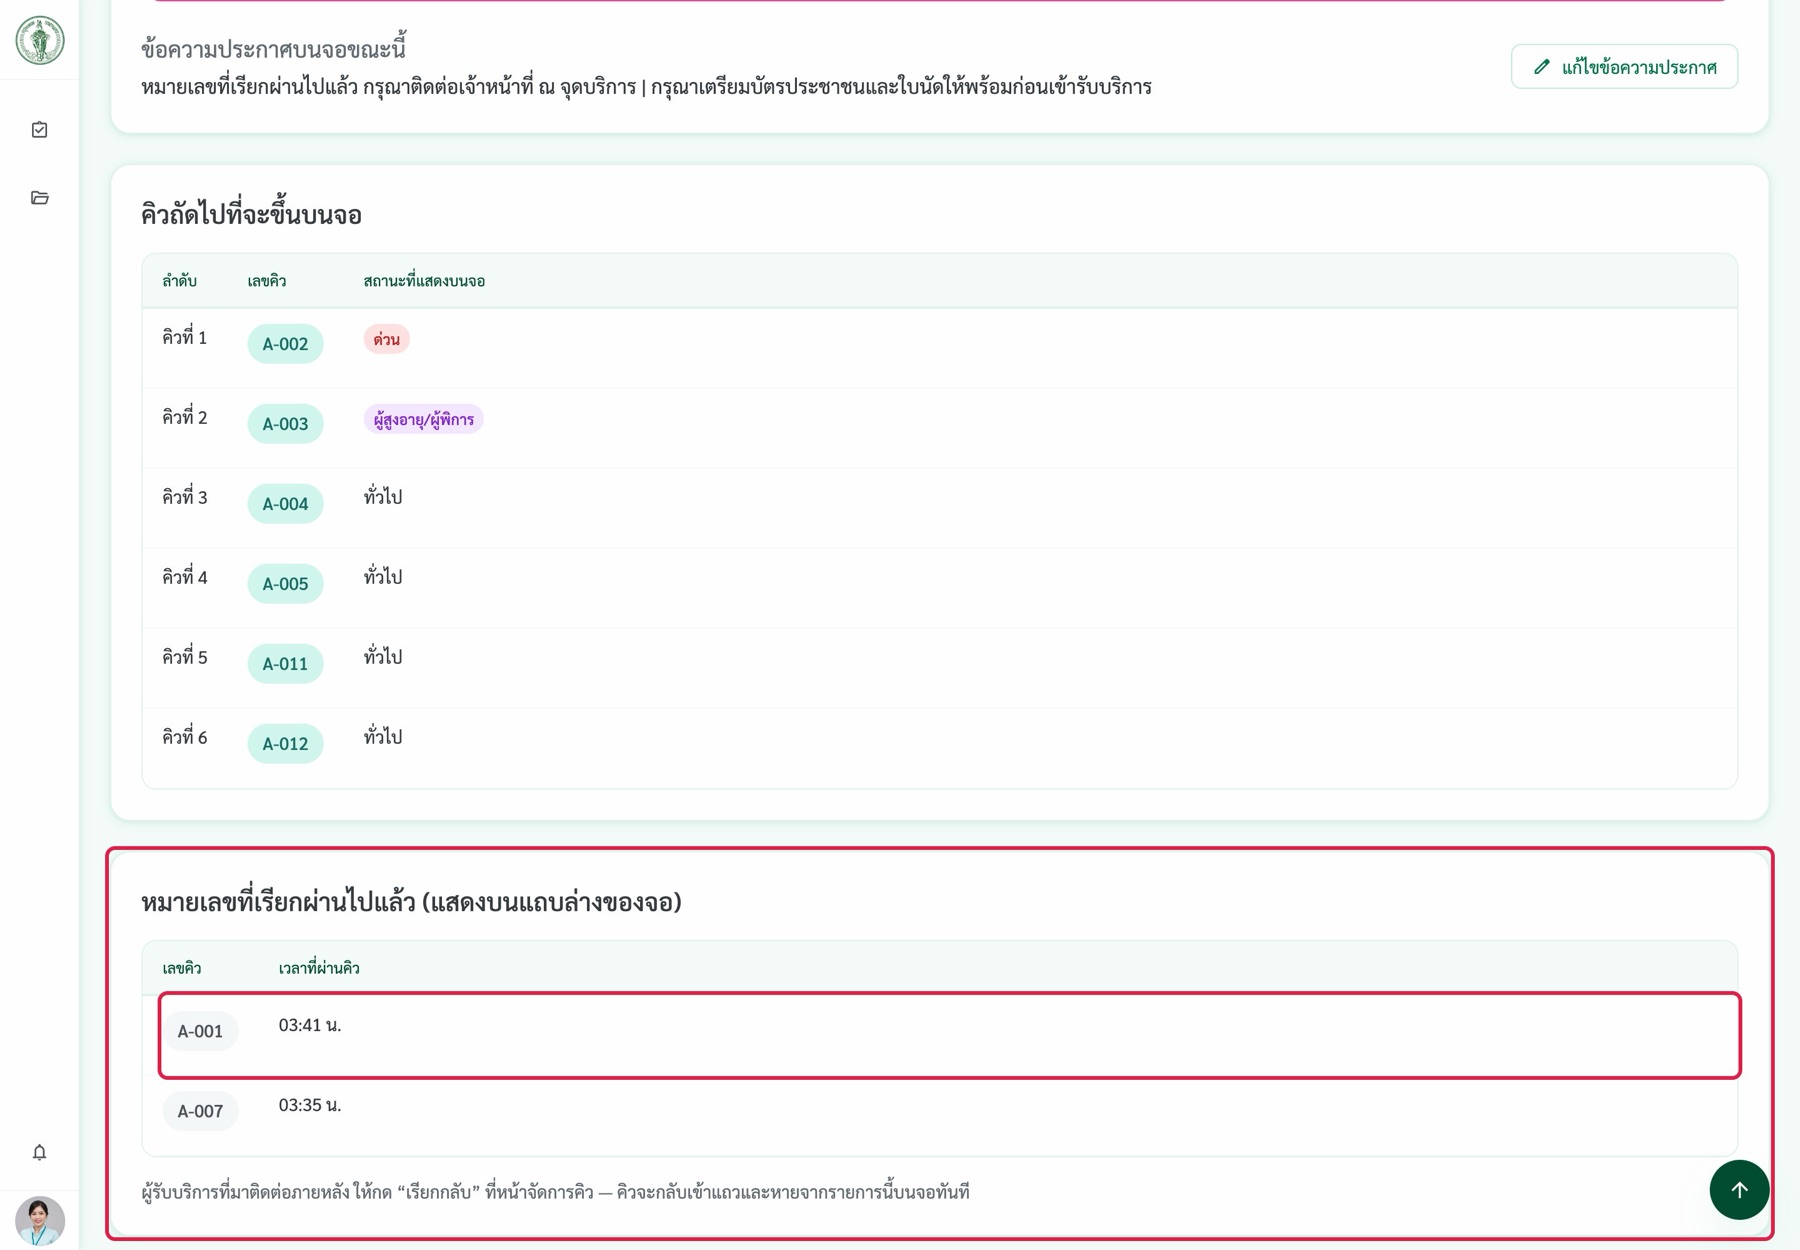 ข้อความประกาศบนจอขณะนี้
หมายเลขที่เรียกผ่านไปแล้ว กรุณาติดต่อเจ้าหน้าที่ ณ จุดบริการ | กรุณาเตรียมบัตรประชาชนและใบนัดให้พร้อมก่อนเข้ารับบริการ
แก้ไขข้อความประกาศ
คิวถัดไปที่จะขึ้นบนจอ
ลำดับ เลขคิว สถานะที่แสดงบนจอ
คิวที่ 1 A-002 ด่วน
คิวที่ 2 A-003 ผู้สูงอายุ/ผู้พิการ
คิวที่ 3 A-004 ทั่วไป
คิวที่ 4 A-005 ทั่วไป
คิวที่ 5 A-011 ทั่วไป
คิวที่ 6 A-012 ทั่วไป
หมายเลขที่เรียกผ่านไปแล้ว (แสดงบนแถบล่างของจอ)
เลขคิว เวลาที่ผ่านคิว
A-001 03:41 น.
A-007 03:35 น.
ผู้รับบริการที่มาติดต่อภายหลัง ให้กด “เรียกกลับ” ที่หน้าจัดการคิว — คิวจะกลับเข้าแถวและหายจากรายการนี้บนจอทันที